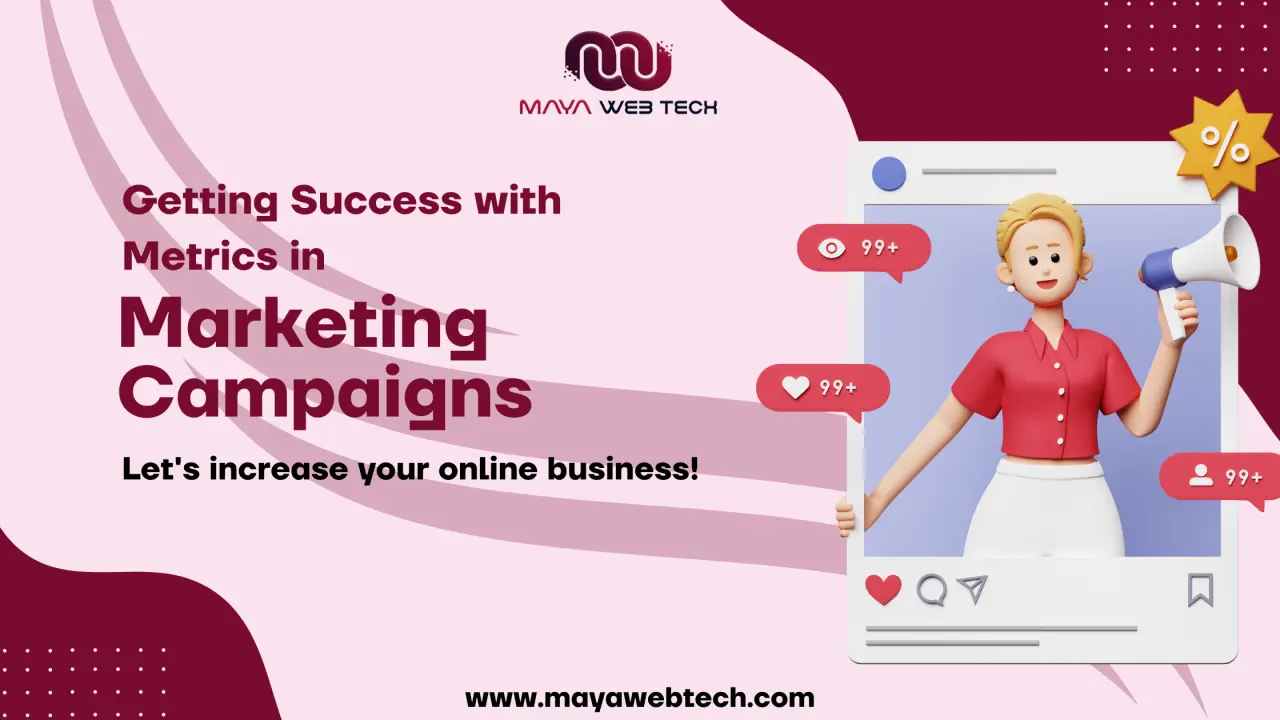 MAYA WEB TECH
Getting Success with
Metrics in
Marketing
Campaigns
Let's increase your online business!
%
99+
99+
99+
www.mayawebtech.com